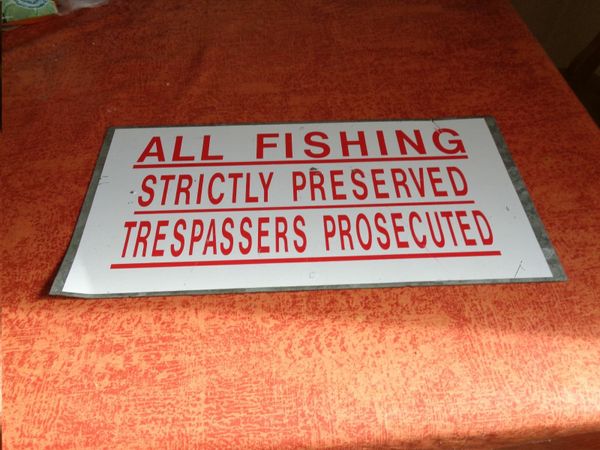 ALL FISHING
STRICTLY PRESERVED
TRESPASSERS PROSECUTED